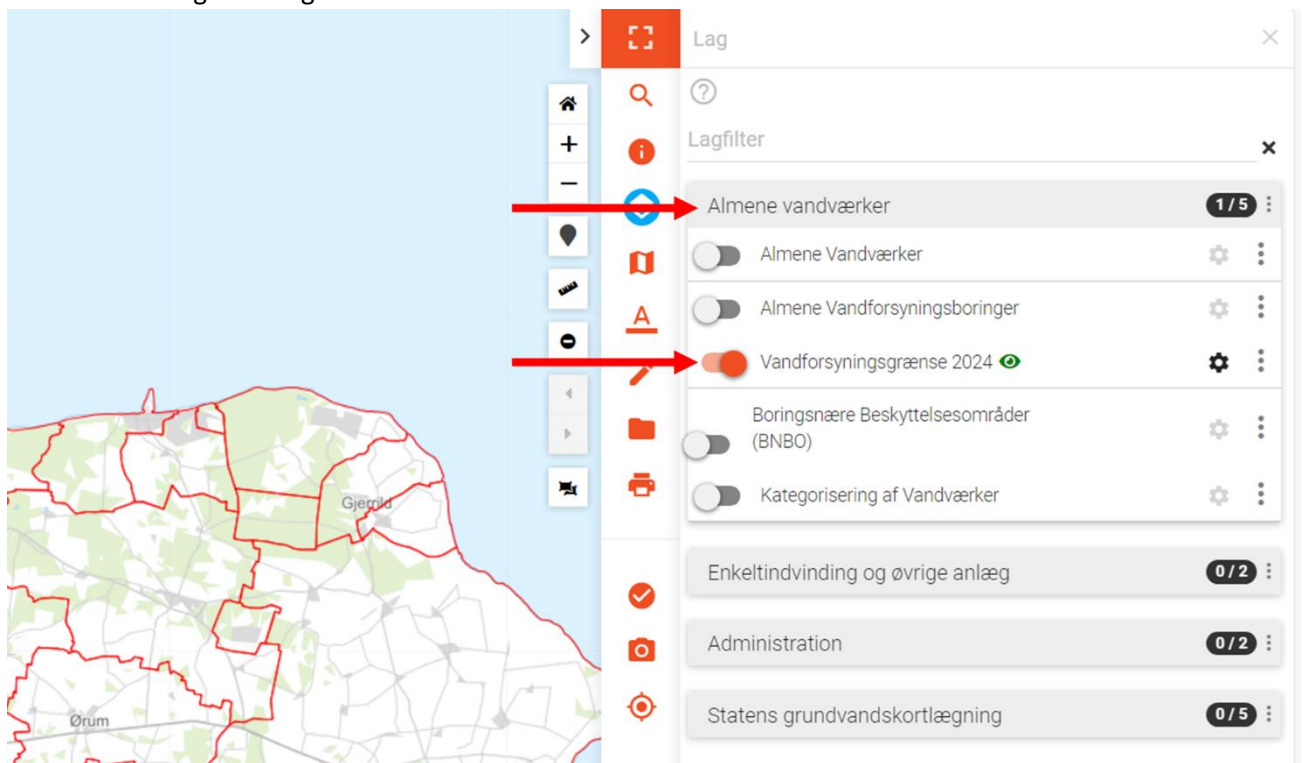 Lag
Lagfilter
Almene vandværker 1/5
Almene Vandværker
Almene Vandforsyningsboringer
Vandforsyningsgrænse 2024
Boringsnære Beskyttelsesområder
(BNBO)
Kategorisering af Vandværker
Enkeltindvinding og øvrige anlæg 0/2
Administration 0/2
Statens grundvandskortlægning 0/5
Gjerrild
Ørum